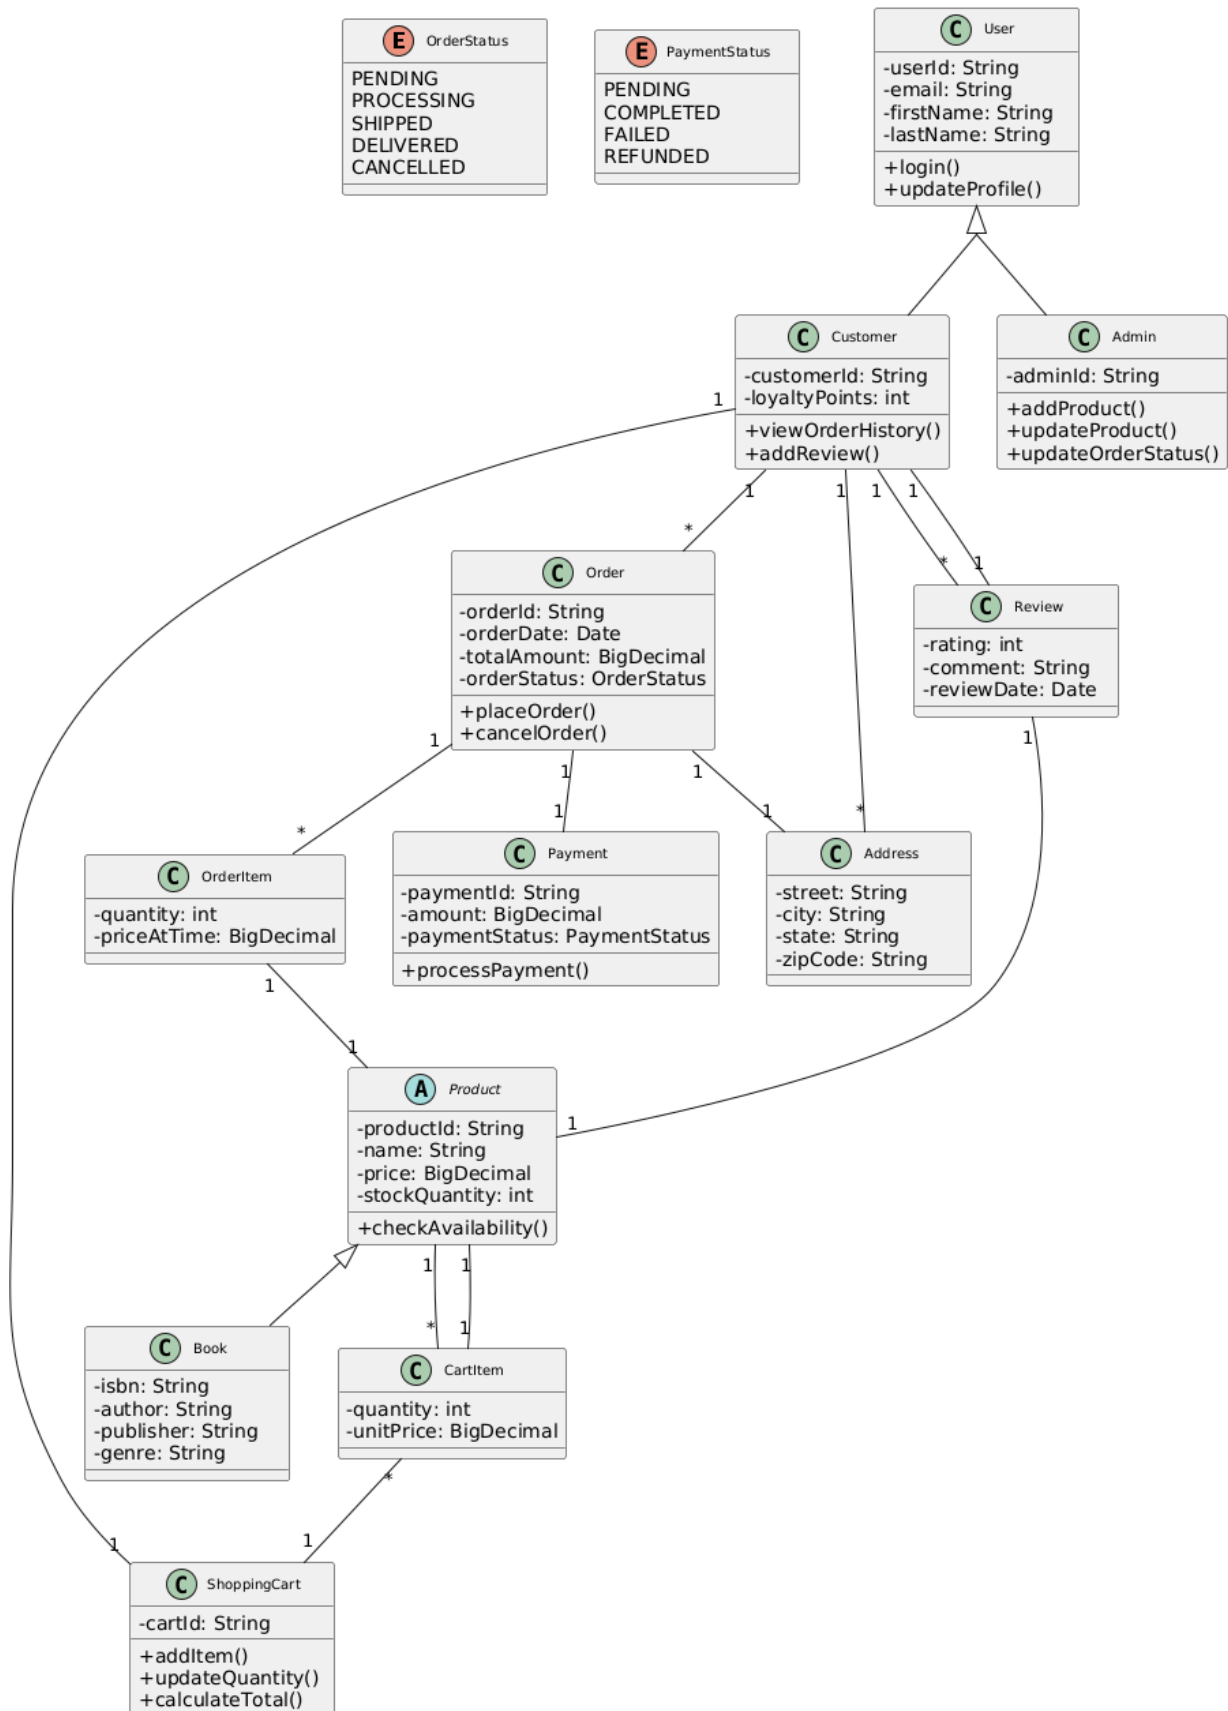 E OrderStatus
PENDING
PROCESSING
SHIPPED
DELIVERED
CANCELLED
E PaymentStatus
PENDING
COMPLETED
FAILED
REFUNDED
C User
-userId: String
-email: String
-firstName: String
-lastName: String
+login()
+updateProfile()
C Customer
-customerId: String
-loyaltyPoints: int
+viewOrderHistory()
+addReview()
C Admin
-adminId: String
+addProduct()
+updateProduct()
+updateOrderStatus()
1
1
1
1
1
*
*
1
C Order
-orderId: String
-orderDate: Date
-totalAmount: BigDecimal
-orderStatus: OrderStatus
+placeOrder()
+cancelOrder()
C Review
-rating: int
-comment: String
-reviewDate: Date
1
1
1
1
*
1
1
*
C OrderItem
-quantity: int
-priceAtTime: BigDecimal
C Payment
-paymentId: String
-amount: BigDecimal
-paymentStatus: PaymentStatus
+processPayment()
C Address
-street: String
-city: String
-state: String
-zipCode: String
1
1
A Product
-productId: String
-name: String
-price: BigDecimal
-stockQuantity: int
+checkAvailability()
1
1
1
*
1
C Book
-isbn: String
-author: String
-publisher: String
-genre: String
C CartItem
-quantity: int
-unitPrice: BigDecimal
*
1
1
C ShoppingCart
-cartId: String
+addItem()
+updateQuantity()
+calculateTotal()